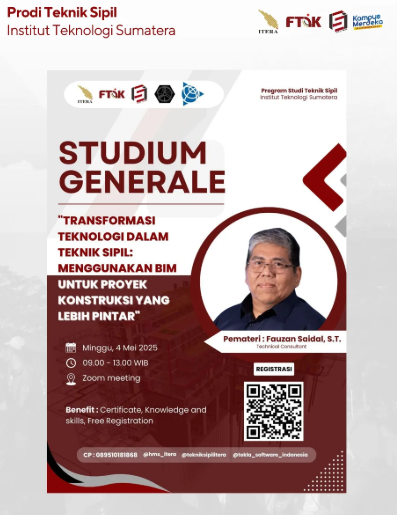 Prodi Teknik Sipil
Institut Teknologi Sumatera
ITERA
FTIK
Kampus
Merdeka
ITERA
FTIK
Program Studi Teknik Sipil
Institut Teknologi Sumatera
STUDIUM
GENERALE
"TRANSFORMASI
TEKNOLOGI DALAM
TEKNIK SIPIL:
MENGGUNAKAN BIM
UNTUK PROYEK
KONSTRUKSI YANG
LEBIH PINTAR"
Pemateri : Fauzan Saidal, S.T.
Technical Consultant
Minggu, 4 Mei 2025
09.00 - 13.00 WIB
Zoom meeting
REGISTRASI
Benefit : Certificate, Knowledge and
skills, Free Registration
CP : 089510181868 @hms_itera @tekniksipilitera @tekla_software_indonesia